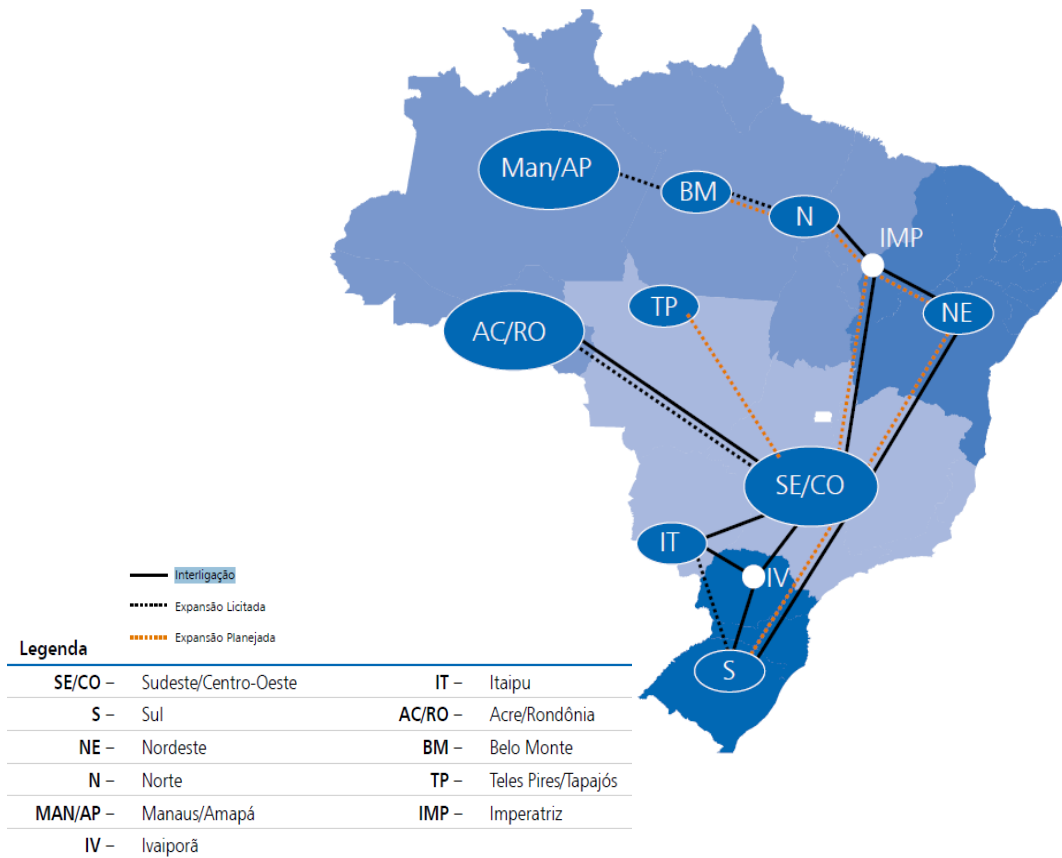 Man/AP
BM
N
IMP
TP
NE
AC/RO
SE/CO
IT
IV
S
Interligação
Expansão Licitada
Expansão Planejada
Legenda
SE/CO – Sudeste/Centro-Oeste IT – Itaipu
S – Sul AC/RO – Acre/Rondônia
NE – Nordeste BM – Belo Monte
N – Norte TP – Teles Pires/Tapajós
MAN/AP – Manaus/Amapá IMP – Imperatriz
IV – Ivaiporã